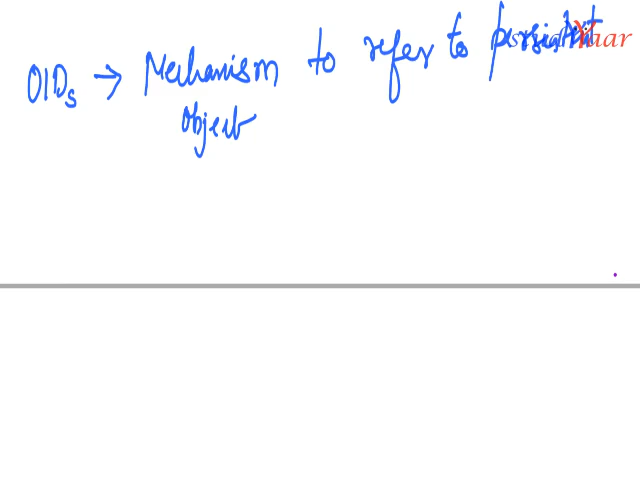 OIDs → Mechanism to refer to persistent
object